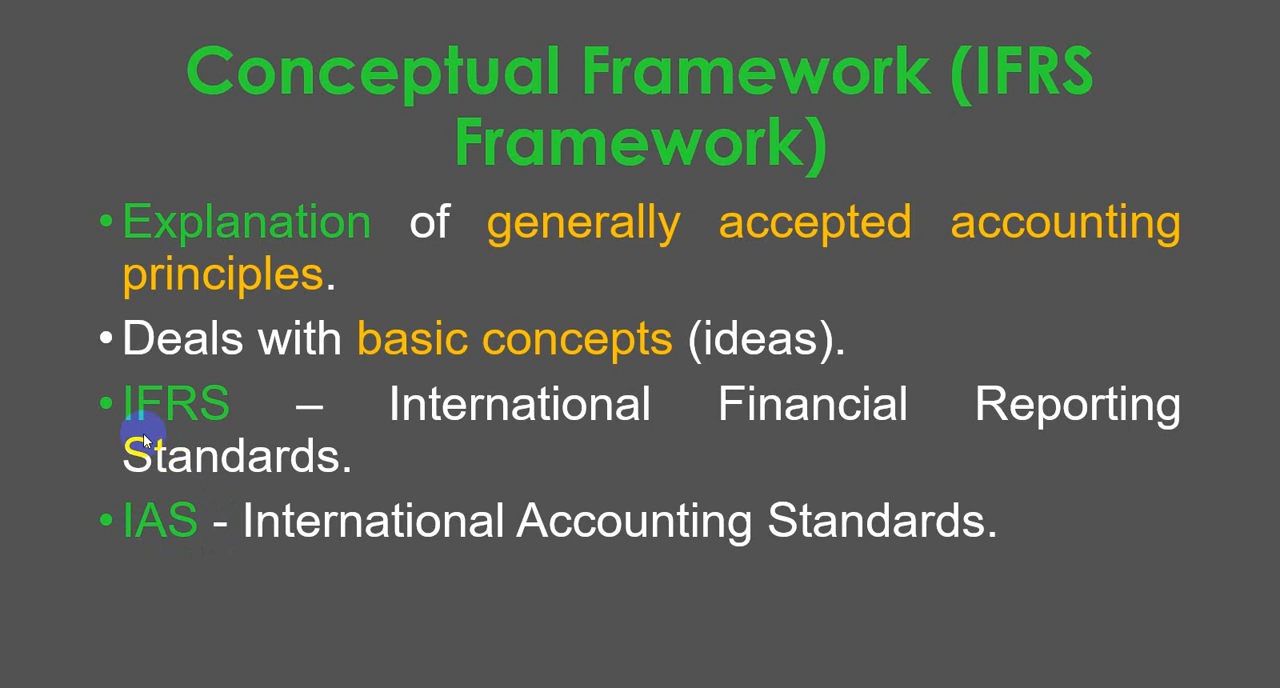 Conceptual Framework (IFRS
Framework)
• Explanation of generally accepted accounting
principles.
• Deals with basic concepts (ideas).
• IFRS – International Financial Reporting
Standards.
• IAS - International Accounting Standards.